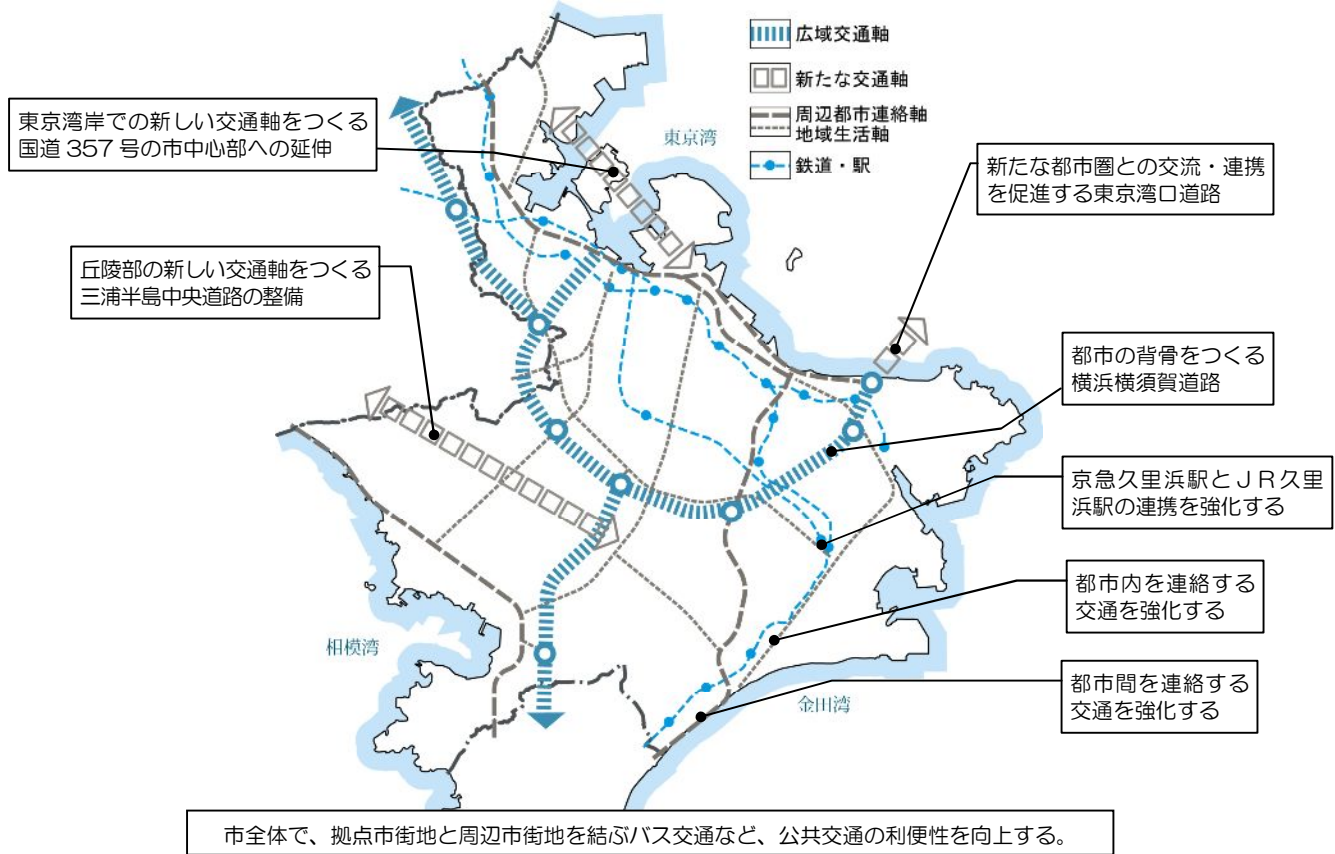 広域交通軸
新たな交通軸
周辺都市連絡軸
地域生活軸
鉄道・駅
東京湾岸での新しい交通軸をつくる
国道 357 号の市中心部への延伸
東京湾
新たな都市圏との交流・連携
を促進する東京湾口道路
丘陵部の新しい交通軸をつくる
三浦半島中央道路の整備
都市の背骨をつくる
横浜横須賀道路
京急久里浜駅とJR久里
浜駅の連携を強化する
都市内を連絡する
交通を強化する
相模湾
都市間を連絡する
交通を強化する
金田湾
市全体で、拠点市街地と周辺市街地を結ぶバス交通など、公共交通の利便性を向上する。